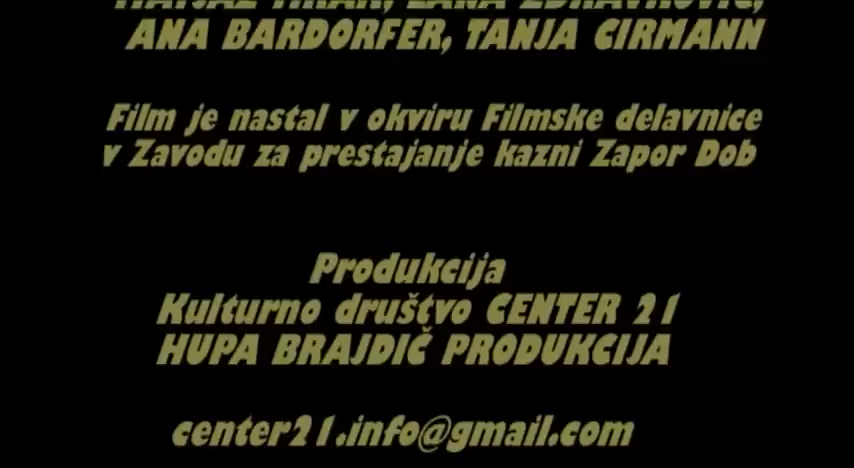 ANA BARDORFER, TANJA CIRMANN
Film je nastal v okviru Filmske delavnice
v Zavodu za prestajanje kazni Zapor Dob
Produkcija
Kulturno društvo CENTER 21
HUPA BRAJDIČ PRODUKCIJA
center21.info@gmail.com